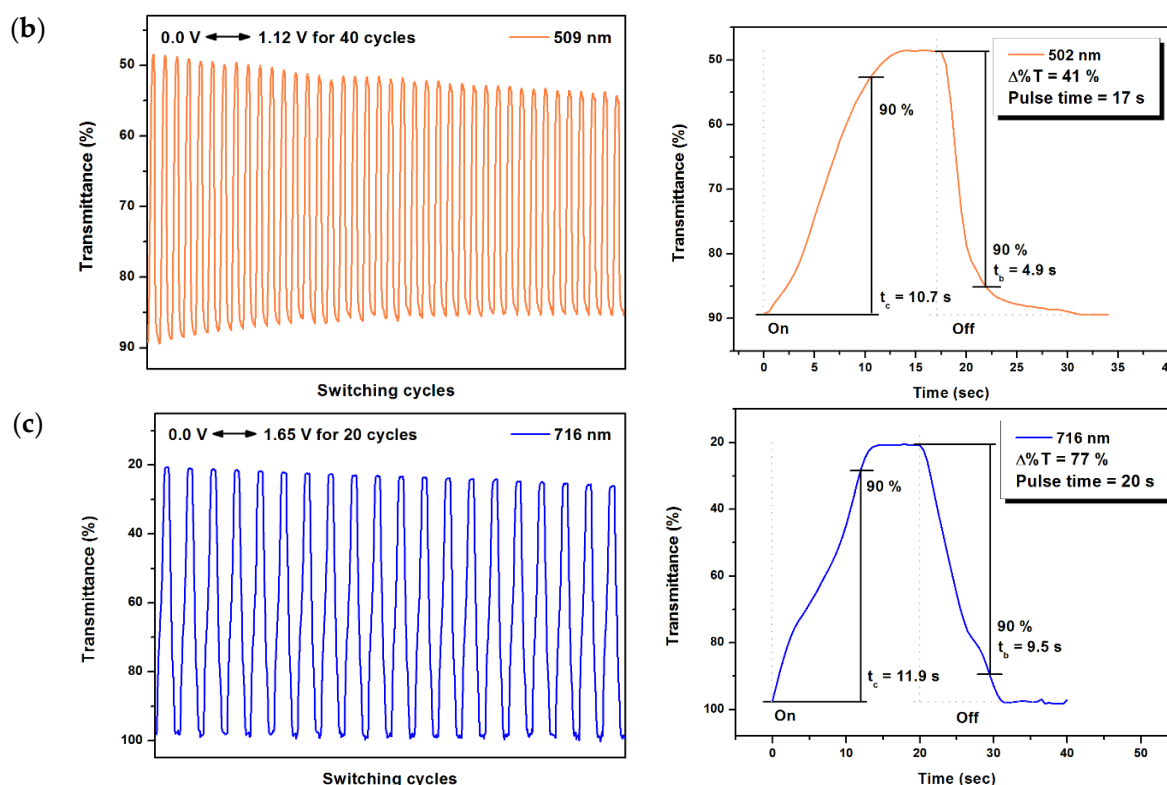 (b)
0.0 V ↔ 1.12 V for 40 cycles
509 nm
50
60
70
80
90
Transmittance (%)
Switching cycles
502 nm
Δ%T = 41 %
Pulse time = 17 s
50
60
70
80
90
Transmittance (%)
90 %
90 %
t_b = 4.9 s
t_c = 10.7 s
On
Off
0
5
10
15
20
25
30
35
40
Time (sec)
(c)
0.0 V ↔ 1.65 V for 20 cycles
716 nm
20
40
60
80
100
Transmittance (%)
Switching cycles
716 nm
Δ%T = 77 %
Pulse time = 20 s
20
40
60
80
100
Transmittance (%)
90 %
90 %
t_b = 9.5 s
t_c = 11.9 s
On
Off
0
10
20
30
40
50
Time (sec)